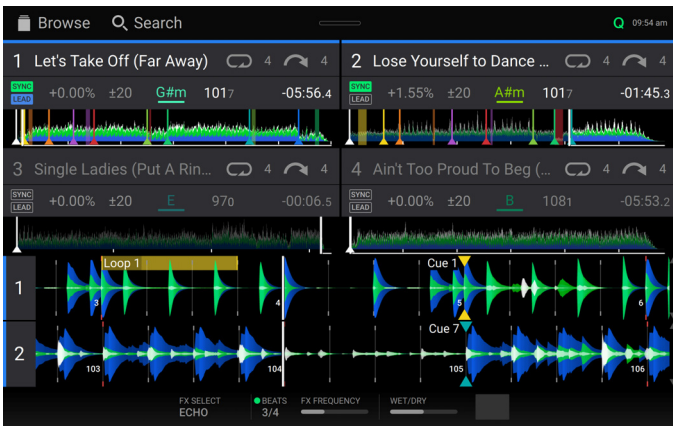 Browse Search Q 09:54 am
1 Let's Take Off (Far Away) 4 4
SYNC
LEAD +0.00% ±20 G#m 1017 -05:56.4
2 Lose Yourself to Dance ... 4 4
SYNC
LEAD +1.55% ±20 A#m 1017 -01:45.3
3 Single Ladies (Put A Rin... 4 4
SYNC
LEAD +0.00% ±20 E 970 -00:06.5
4 Ain't Too Proud To Beg (... 4 4
SYNC
LEAD +0.00% ±20 B 1081 -05:53.2
Loop 1 Cue 1
1 3 4 5 6
Cue 7
2 103 104 105 106
FX SELECT BEATS FX FREQUENCY WET/DRY
ECHO 3/4